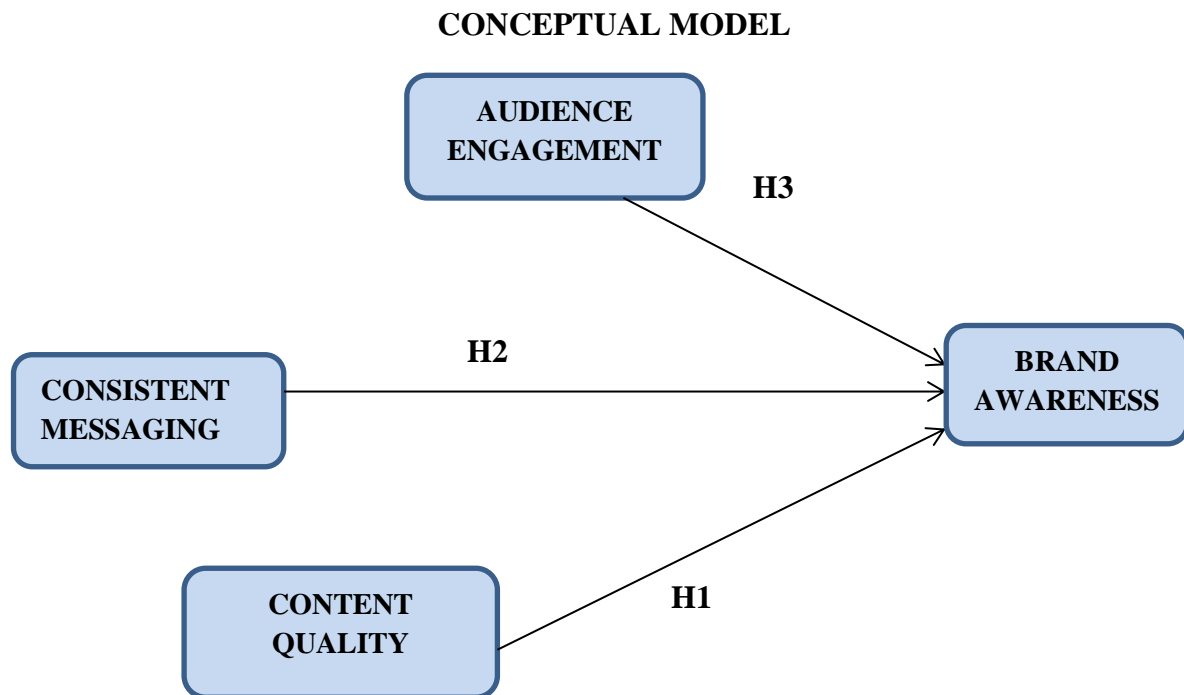 CONCEPTUAL MODEL
AUDIENCE
ENGAGEMENT
H3
H2
BRAND
AWARENESS
CONSISTENT
MESSAGING
CONTENT
QUALITY
H1